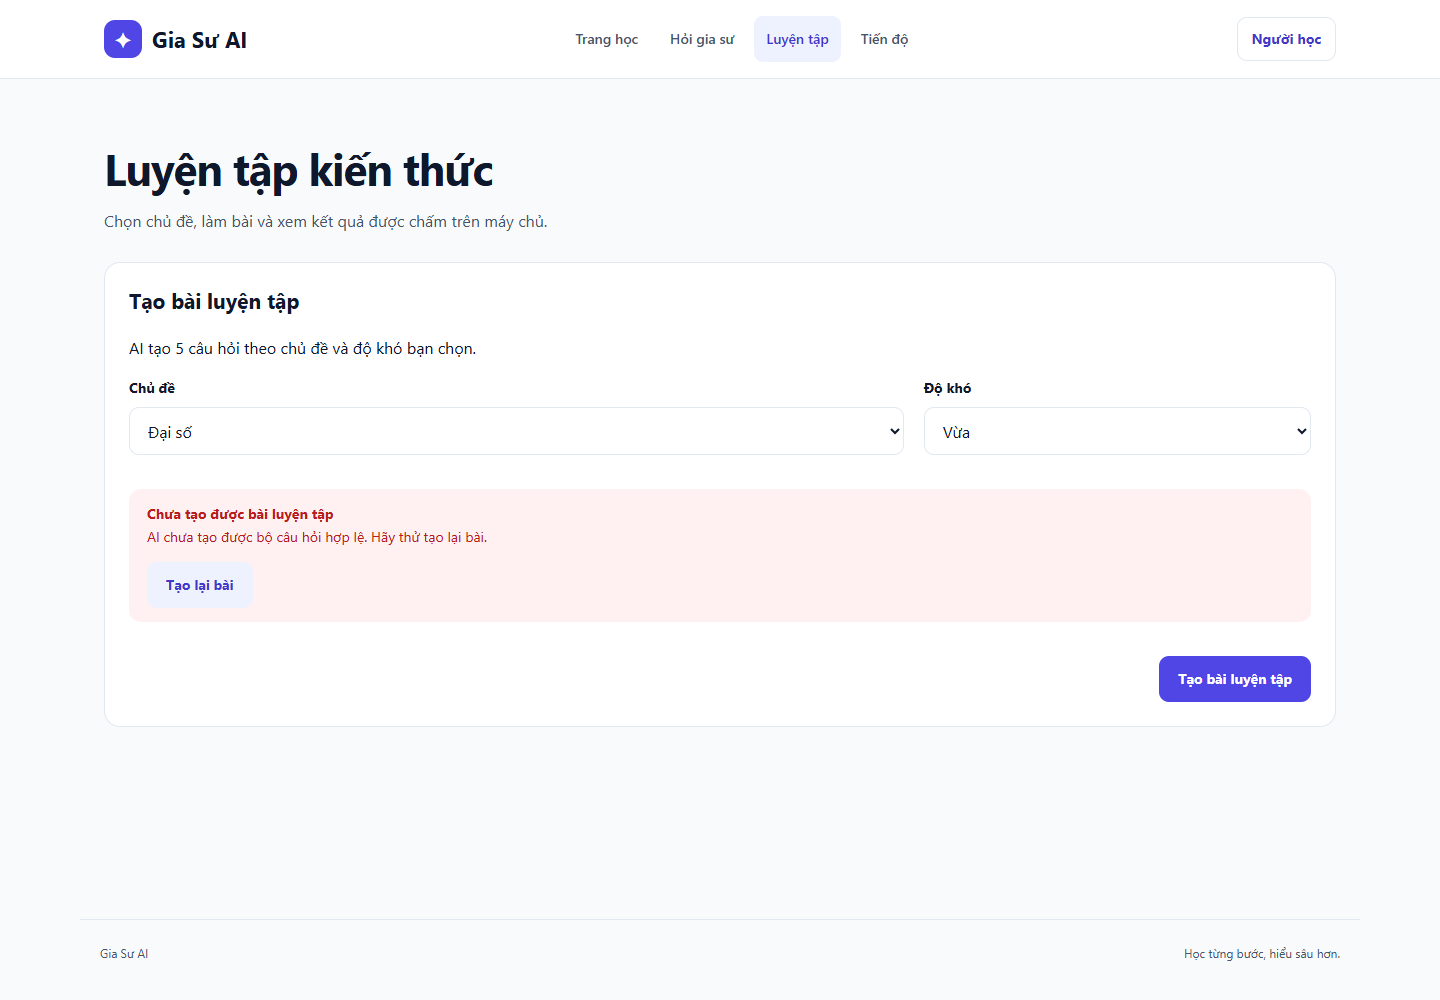 Gia Sư AI
Trang học
Hỏi gia sư
Luyện tập
Tiến độ
Người học
Luyện tập kiến thức
Chọn chủ đề, làm bài và xem kết quả được chấm trên máy chủ.
Tạo bài luyện tập
AI tạo 5 câu hỏi theo chủ đề và độ khó bạn chọn.
Chủ đề
Độ khó
Đại số
Vừa
Chưa tạo được bài luyện tập
AI chưa tạo được bộ câu hỏi hợp lệ. Hãy thử tạo lại bài.
Tạo lại bài
Tạo bài luyện tập
Gia Sư AI
Học từng bước, hiểu sâu hơn.